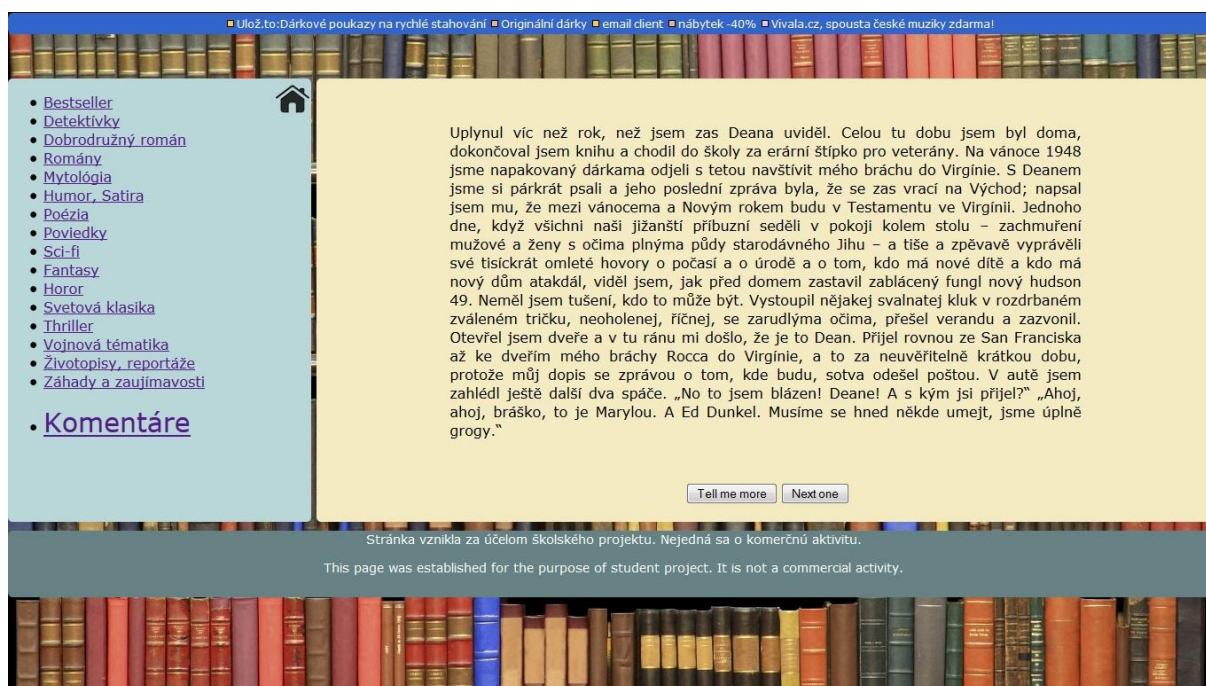 Ulož.to:Dárkové poukazy na rychlé stahování Originální dárky email client nábytek -40% Vivala.cz, spousta české muziky zdarma!
Bestseller
Detektívky
Dobrodružný román
Romány
Mytológia
Humor, Satira
Poézia
Poviedky
Sci-fi
Fantasy
Horor
Svetová klasika
Thriller
Vojnová tématika
Životopisy, reportáže
Záhady a zaujímavosti
Komentáre
Uplynul víc než rok, než jsem zas Deana uviděl. Celou tu dobu jsem byl doma,
dokončoval jsem knihu a chodil do školy za erární štípko pro veterány. Na vánoce 1948
jsme napakovaný dárkama odjeli s tetou navštívit mého bráchu do Virgínie. S Deanem
jsme si párkrát psali a jeho poslední zpráva byla, že se zas vrací na Východ; napsal
jsem mu, že mezi vánocema a Novým rokem budu v Testamentu ve Virgínii. Jednoho
dne, když všichni naši jižanští příbuzní seděli v pokoji kolem stolu – zachmuření
mužové a ženy s očima plnýma půdy starodávného Jihu – a tiše a zpěvavě vyprávěli
své tisíckrát omleté hovory o počasí a o úrodě a o tom, kdo má nové dítě a kdo má
nový dům atakdál, viděl jsem, jak před domem zastavil zablácený fungl nový hudson
49. Neměl jsem tušení, kdo to může být. Vystoupil nějakej svalnatej kluk v rozdrbaném
zváleném tričku, neoholenej, říčnej, se zarudlýma očima, přešel verandu a zazvonil.
Otevřel jsem dveře a v tu ránu mi došlo, že je to Dean. Přijel rovnou ze San Franciska
až ke dveřím mého bráchy Rocca do Virgínie, a to za neuvěřitelně krátkou dobu,
protože můj dopis se zprávou o tom, kde budu, sotva odešel poštou. V autě jsem
zahlédl ještě další dva spáče. „No to jsem blázen! Deane! A s kým jsi přijel?“ „Ahoj,
ahoj, bráško, to je Marylou. A Ed Dunkel. Musíme se hned někde umejt, jsme úplně
grogy.“
Tell me more Next one
Stránka vznikla za účelom školského projektu. Nejedná sa o komerčnú aktivitu.
This page was established for the purpose of student project. It is not a commercial activity.